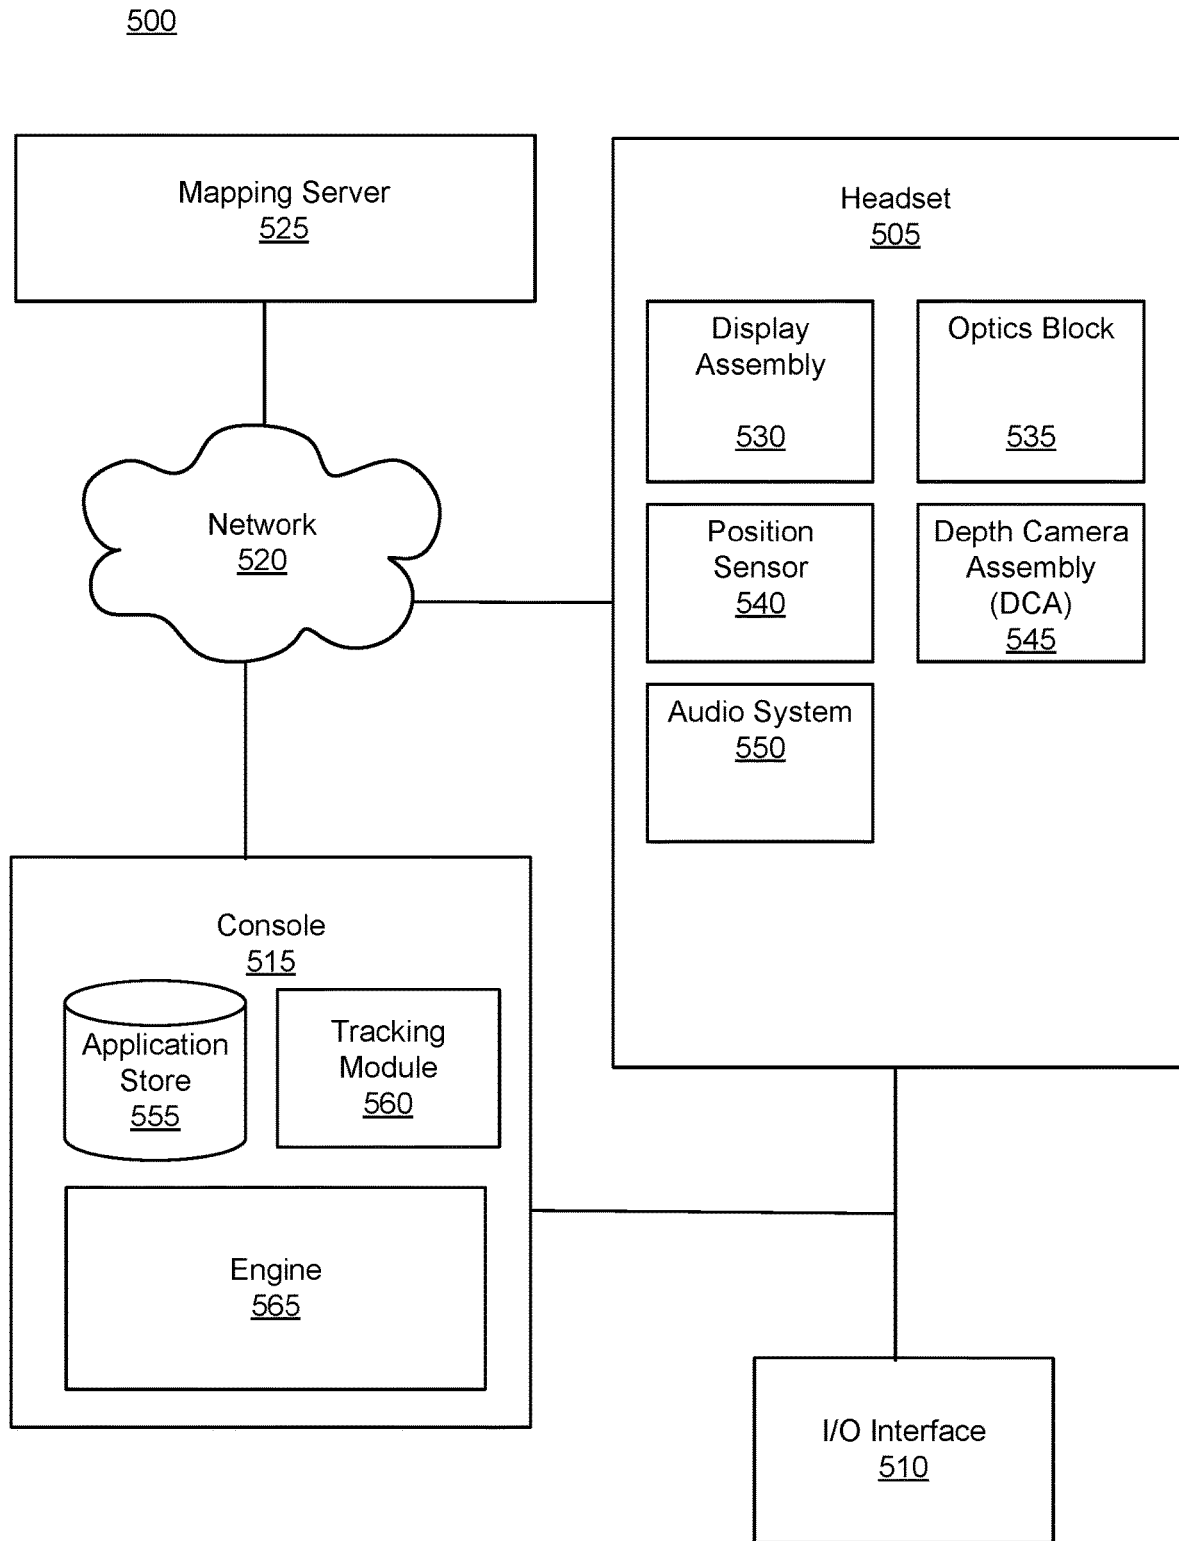 500
Mapping Server
525
Headset
505
Display
Assembly
530
Optics Block
535
Network
520
Position
Sensor
540
Depth Camera
Assembly
(DCA)
545
Audio System
550
Console
515
Application
Store
555
Tracking
Module
560
Engine
565
I/O Interface
510